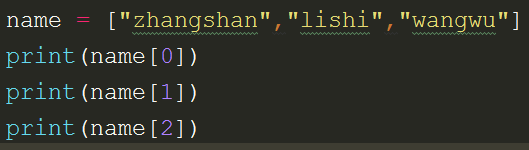 name = ["zhangshan","lishi","wangwu"]
print(name[0])
print(name[1])
print(name[2])